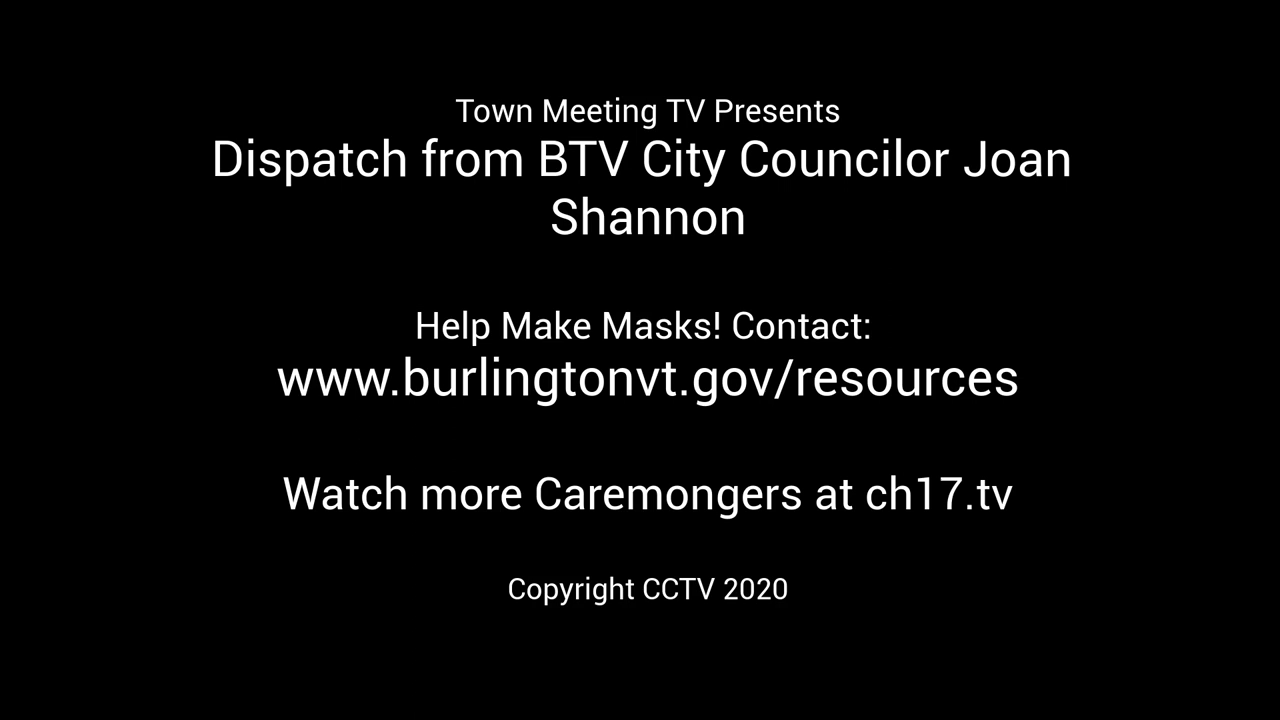 Town Meeting TV Presents
Dispatch from BTV City Councilor Joan
Shannon
Help Make Masks! Contact:
www.burlingtonvt.gov/resources
Watch more Caremongers at ch17.tv
Copyright CCTV 2020